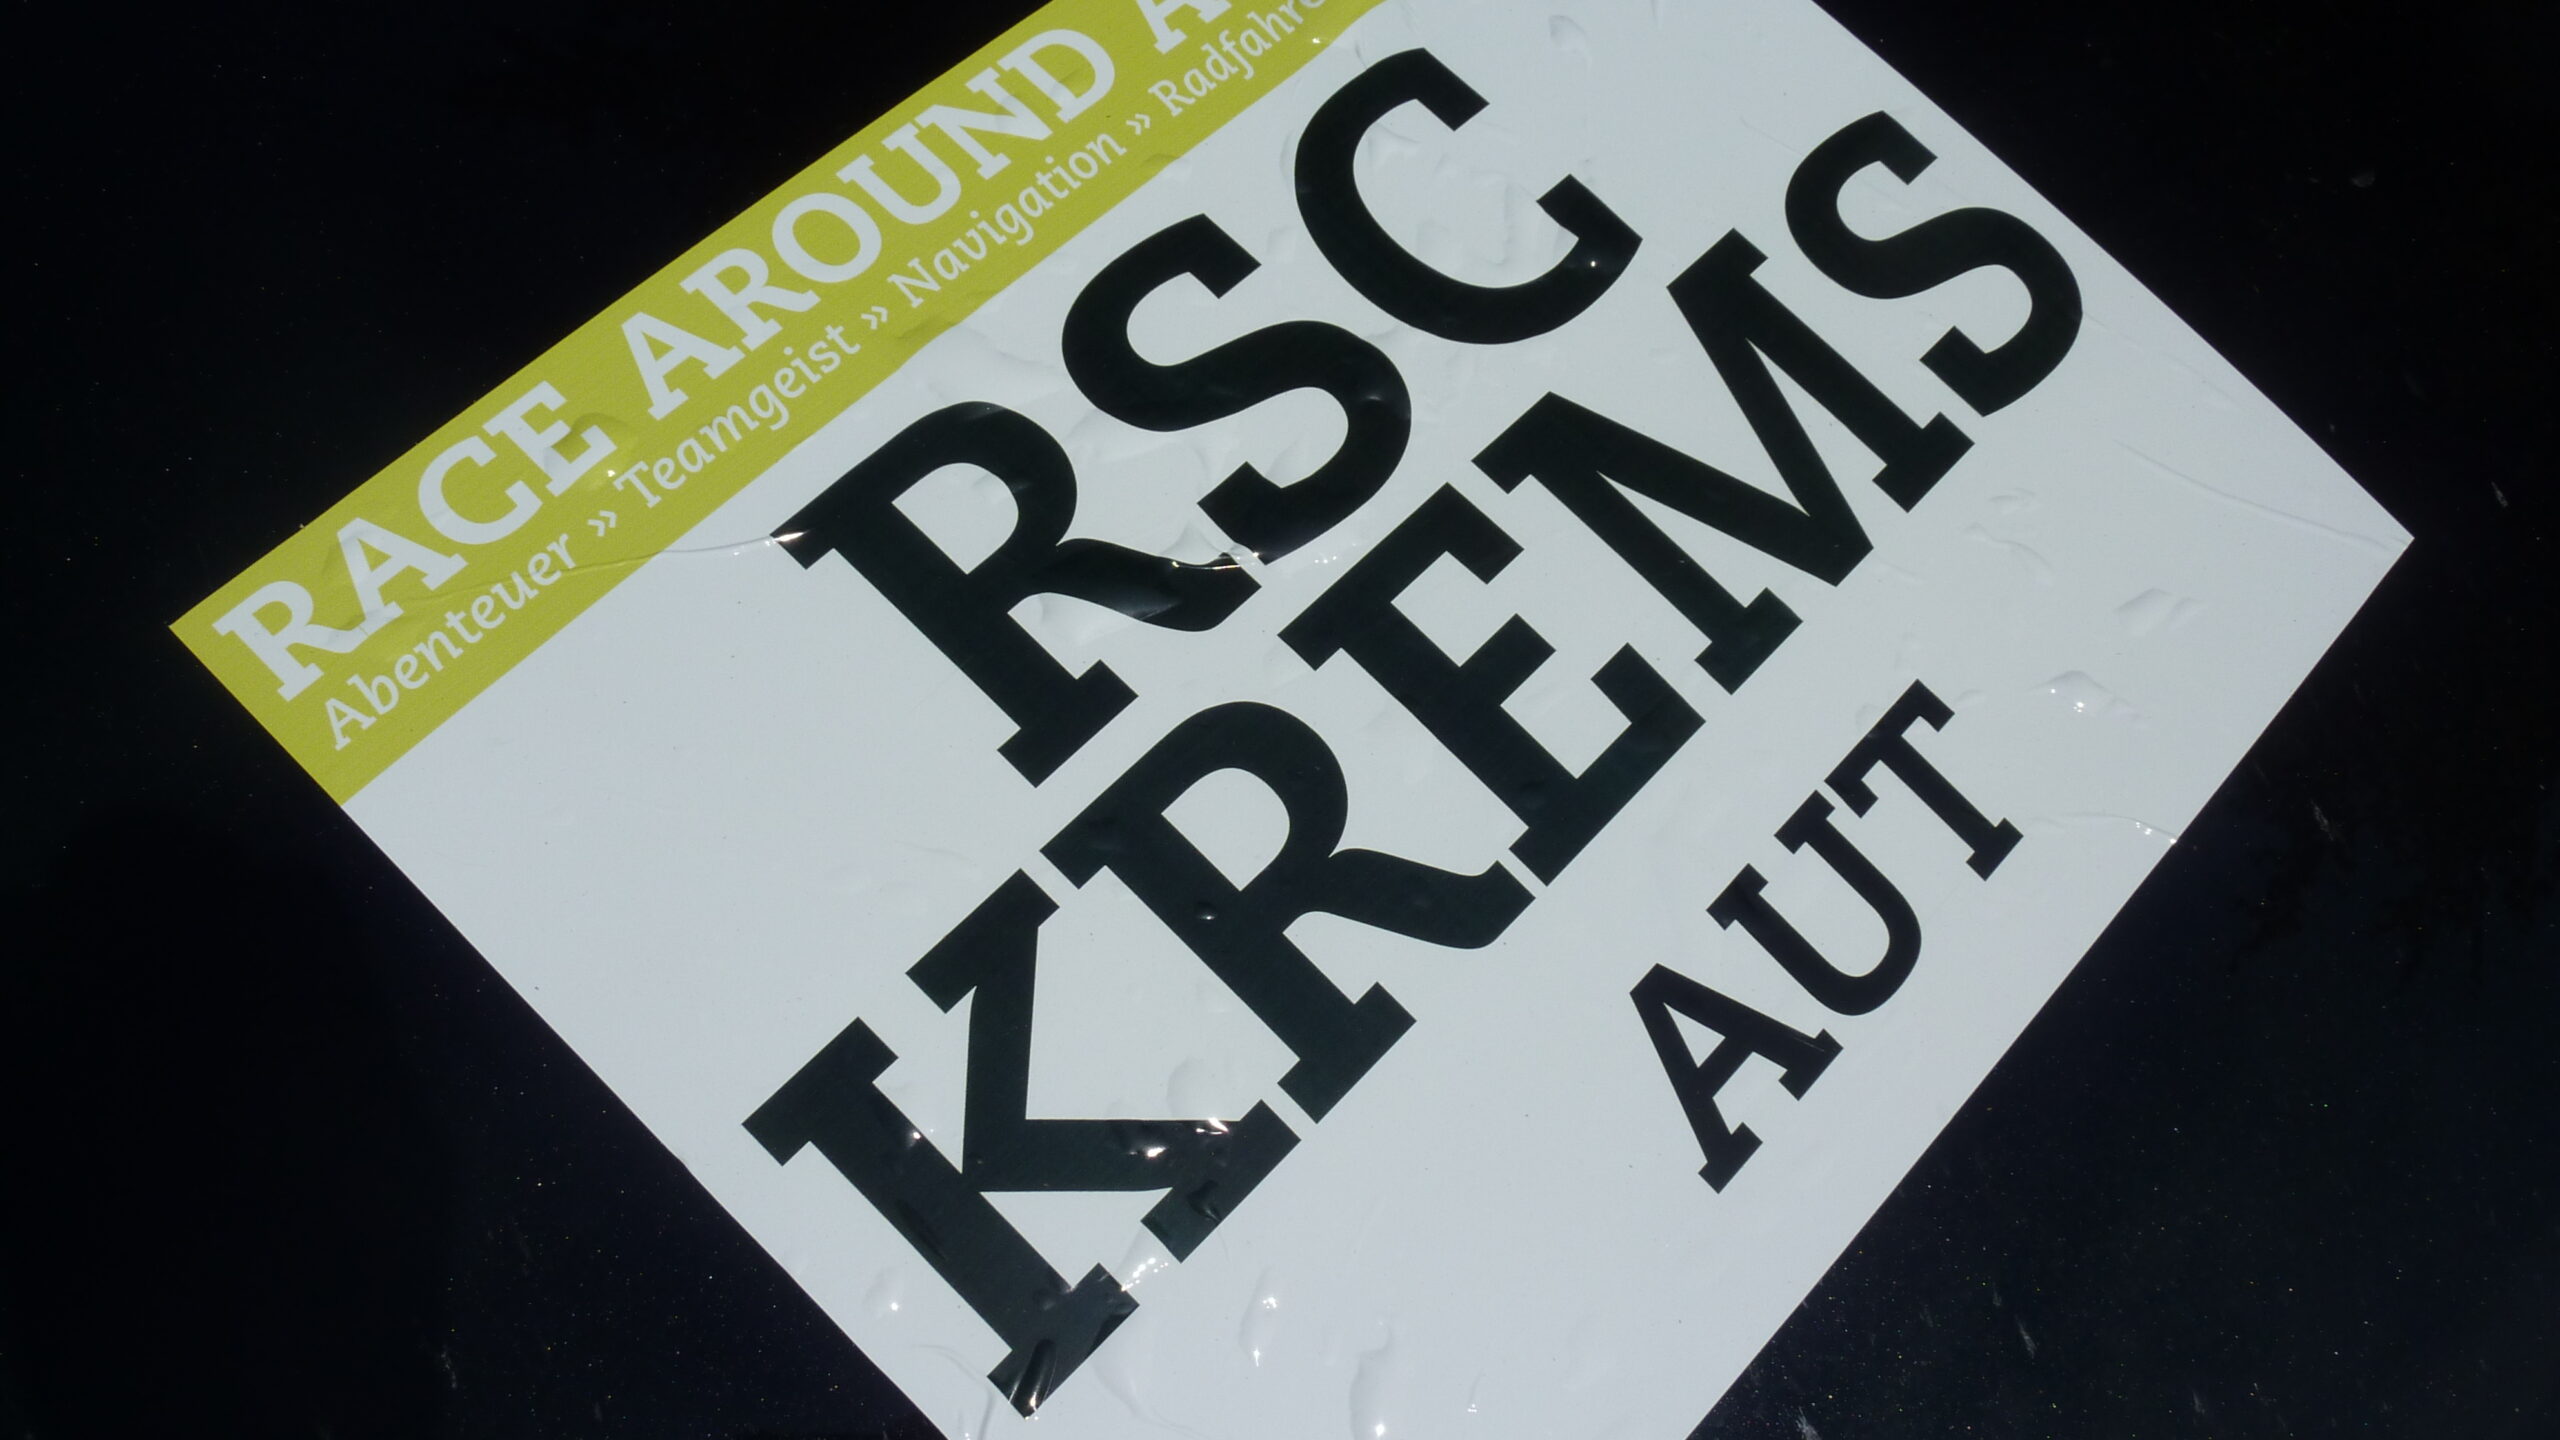 RACE AROUND
Abenteuer » Teamgeist » Navigation »
RSC
KREMS
AUT